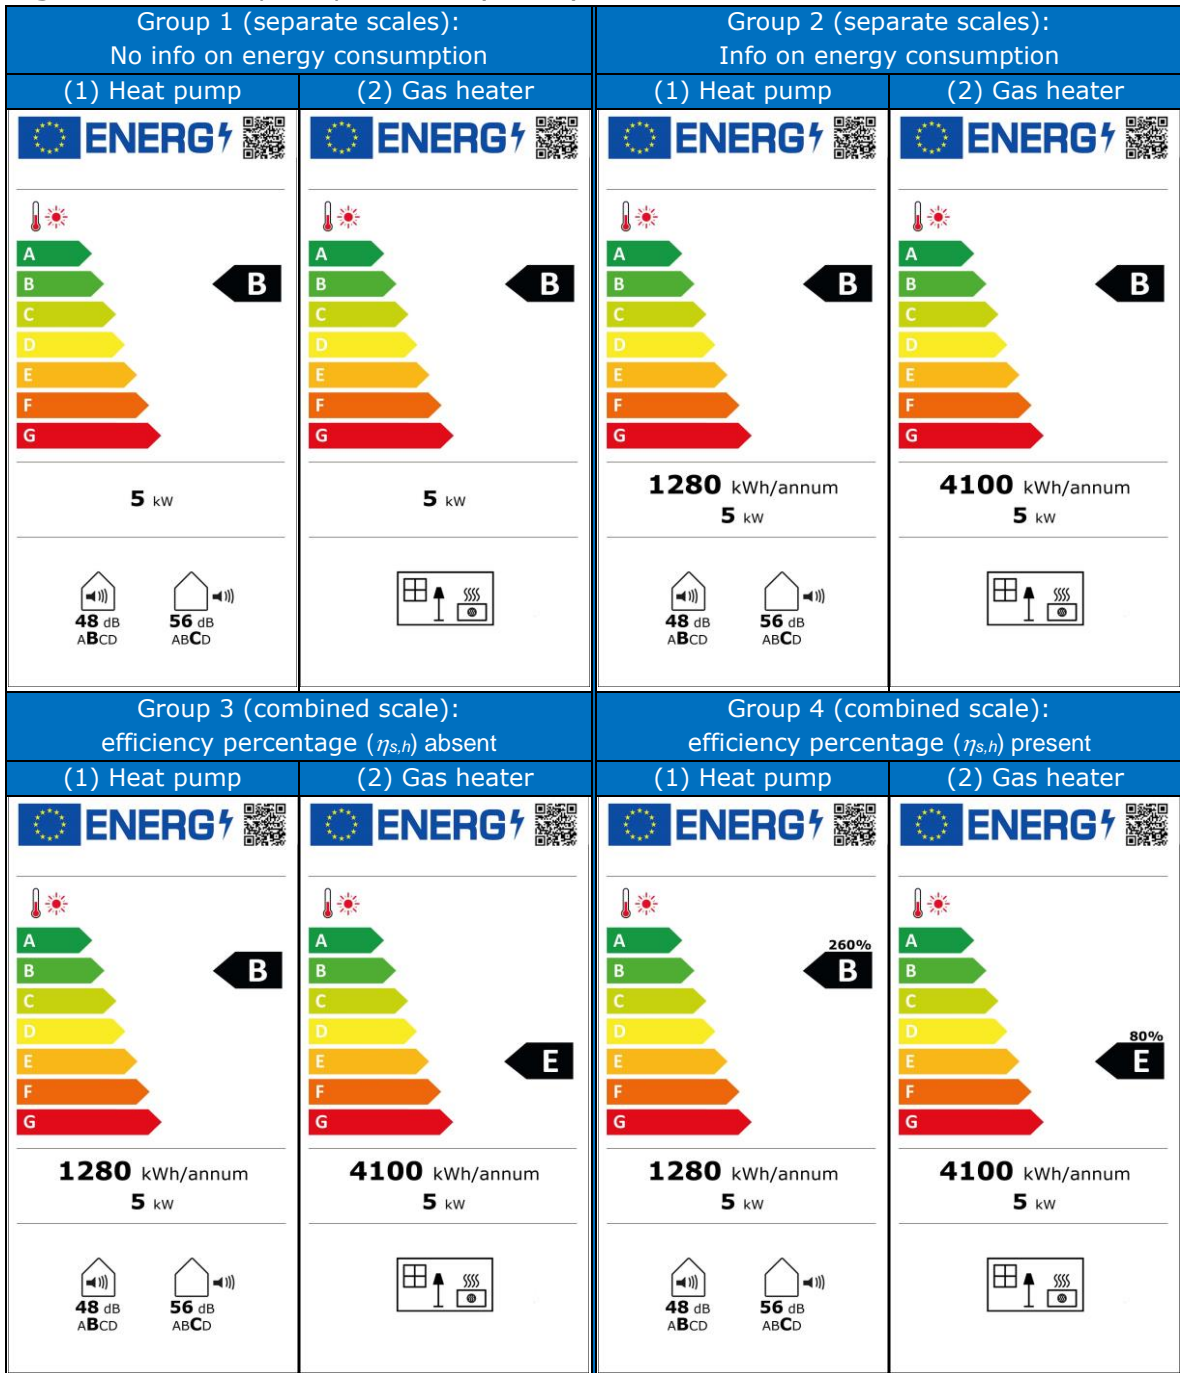 Group 1 (separate scales):
No info on energy consumption
Group 2 (separate scales):
Info on energy consumption
(1) Heat pump
(2) Gas heater
(1) Heat pump
(2) Gas heater
ENERG
A
B
C
D
E
F
G
B
5 kW
48 dB
ABCD
56 dB
ABCD
ENERG
A
B
C
D
E
F
G
B
5 kW
ENERG
A
B
C
D
E
F
G
B
1280 kWh/annum
5 kW
48 dB
ABCD
56 dB
ABCD
ENERG
A
B
C
D
E
F
G
B
4100 kWh/annum
5 kW
Group 3 (combined scale):
efficiency percentage (ηs,h) absent
Group 4 (combined scale):
efficiency percentage (ηs,h) present
(1) Heat pump
(2) Gas heater
(1) Heat pump
(2) Gas heater
ENERG
A
B
C
D
E
F
G
B
1280 kWh/annum
5 kW
48 dB
ABCD
56 dB
ABCD
ENERG
A
B
C
D
E
F
G
E
4100 kWh/annum
5 kW
ENERG
A
B
C
D
E
F
G
260%
B
1280 kWh/annum
5 kW
48 dB
ABCD
56 dB
ABCD
ENERG
A
B
C
D
E
F
G
80%
E
4100 kWh/annum
5 kW